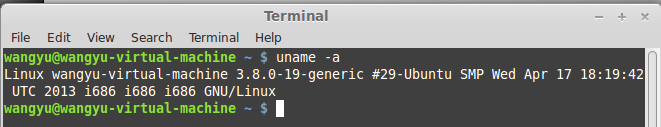 Terminal
File Edit View Search Terminal Help
wangyu@wangyu-virtual-machine ~ $ uname -a
Linux wangyu-virtual-machine 3.8.0-19-generic #29-Ubuntu SMP Wed Apr 17 18:19:42
 UTC 2013 i686 i686 i686 GNU/Linux
wangyu@wangyu-virtual-machine ~ $